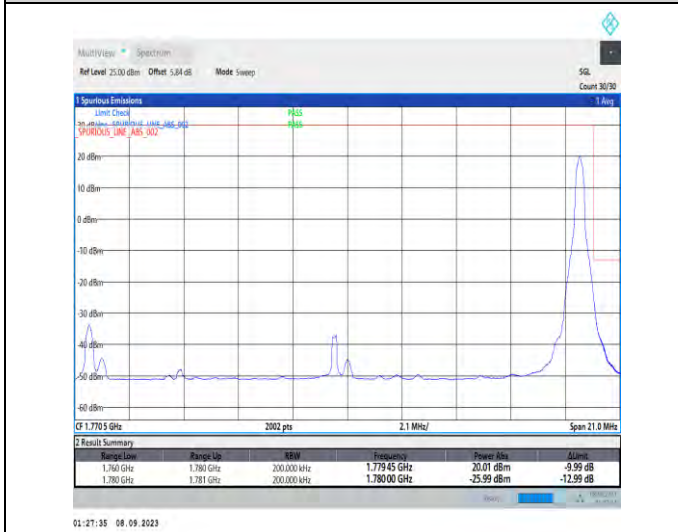 MultiView Spectrum
Ref Level 25.00 dBm Offset 5.84 dB Mode Sweep SGL
Count 30/30
1 Spurious Emissions 1 Avg
Limit Check PASS
Line _SPURIOUS_LINE_ABS_002 PASS
_SPURIOUS_LINE_ABS_002
20 dBm
10 dBm
0 dBm
-10 dBm
-20 dBm
-30 dBm
-40 dBm
-50 dBm
-60 dBm
CF 1.7705 GHz 2002 pts 2.1 MHz/ Span 21.0 MHz
2 Result Summary
Range Low Range Up RBW Frequency Power Abs ΔLimit
1.760 GHz 1.780 GHz 200.000 kHz 1.77945 GHz 20.01 dBm -9.99 dB
1.780 GHz 1.781 GHz 200.000 kHz 1.78000 GHz -25.99 dBm -12.99 dB
01:27:35 08.09.2023